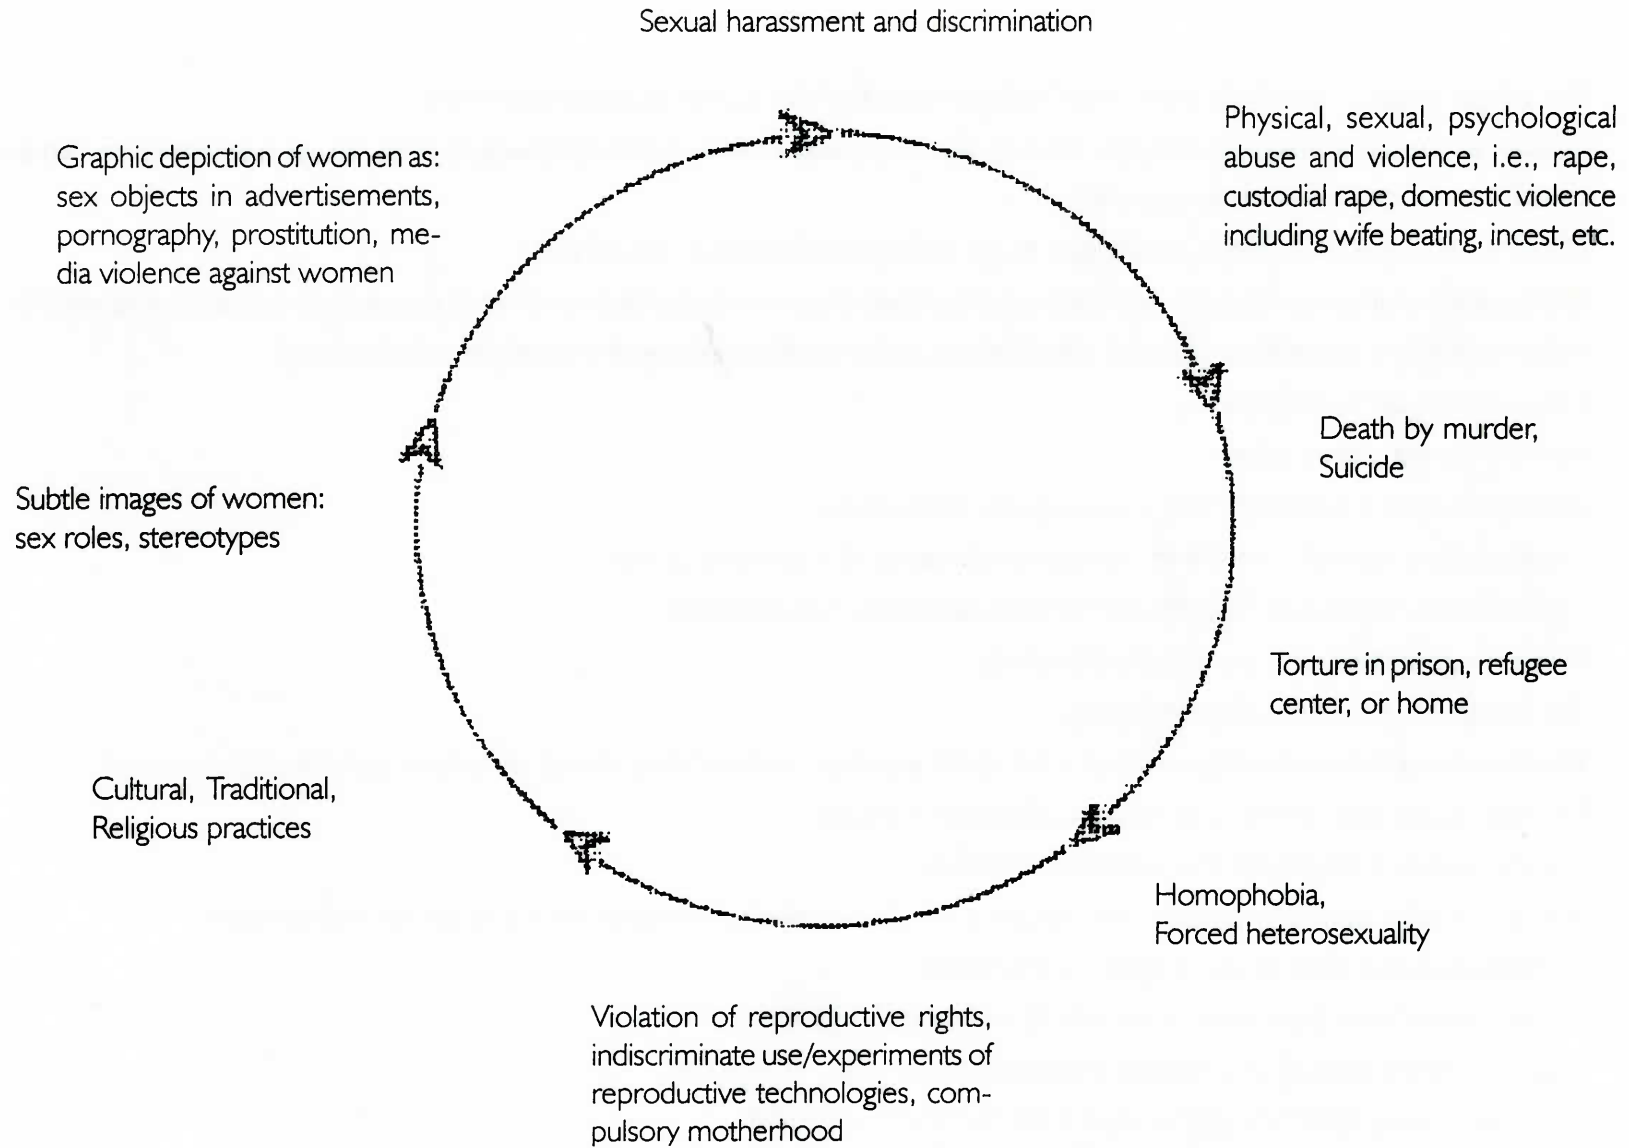 Sexual harassment and discrimination
Physical, sexual, psychological
abuse and violence, i.e., rape,
custodial rape, domestic violence
including wife beating, incest, etc.
Death by murder,
Suicide
Torture in prison, refugee
center, or home
Homophobia,
Forced heterosexuality
Violation of reproductive rights,
indiscriminate use/experiments of
reproductive technologies, com-
pulsory motherhood
Cultural, Traditional,
Religious practices
Subtle images of women:
sex roles, stereotypes
Graphic depiction of women as:
sex objects in advertisements,
pornography, prostitution, me-
dia violence against women